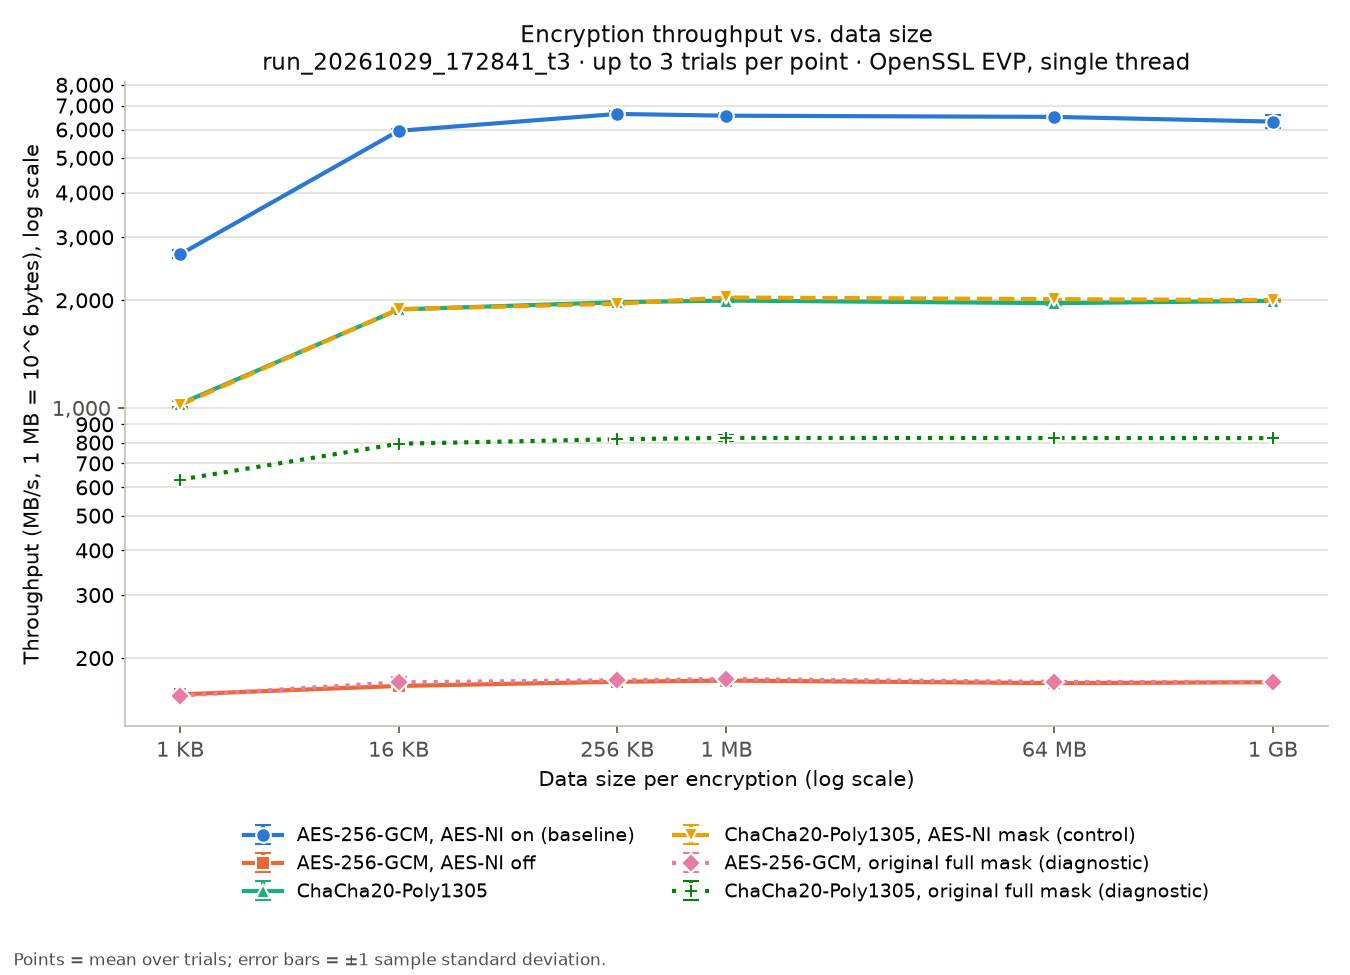 Encryption throughput vs. data size
run_20261029_172841_t3 · up to 3 trials per point · OpenSSL EVP, single thread
Throughput (MB/s, 1 MB = 10^6 bytes), log scale
8,000
7,000
6,000
5,000
4,000
3,000
2,000
1,000
900
800
700
600
500
400
300
200
1 KB
16 KB
256 KB
1 MB
64 MB
1 GB
Data size per encryption (log scale)
AES-256-GCM, AES-NI on (baseline)
AES-256-GCM, AES-NI off
ChaCha20-Poly1305
ChaCha20-Poly1305, AES-NI mask (control)
AES-256-GCM, original full mask (diagnostic)
ChaCha20-Poly1305, original full mask (diagnostic)
Points = mean over trials; error bars = ±1 sample standard deviation.